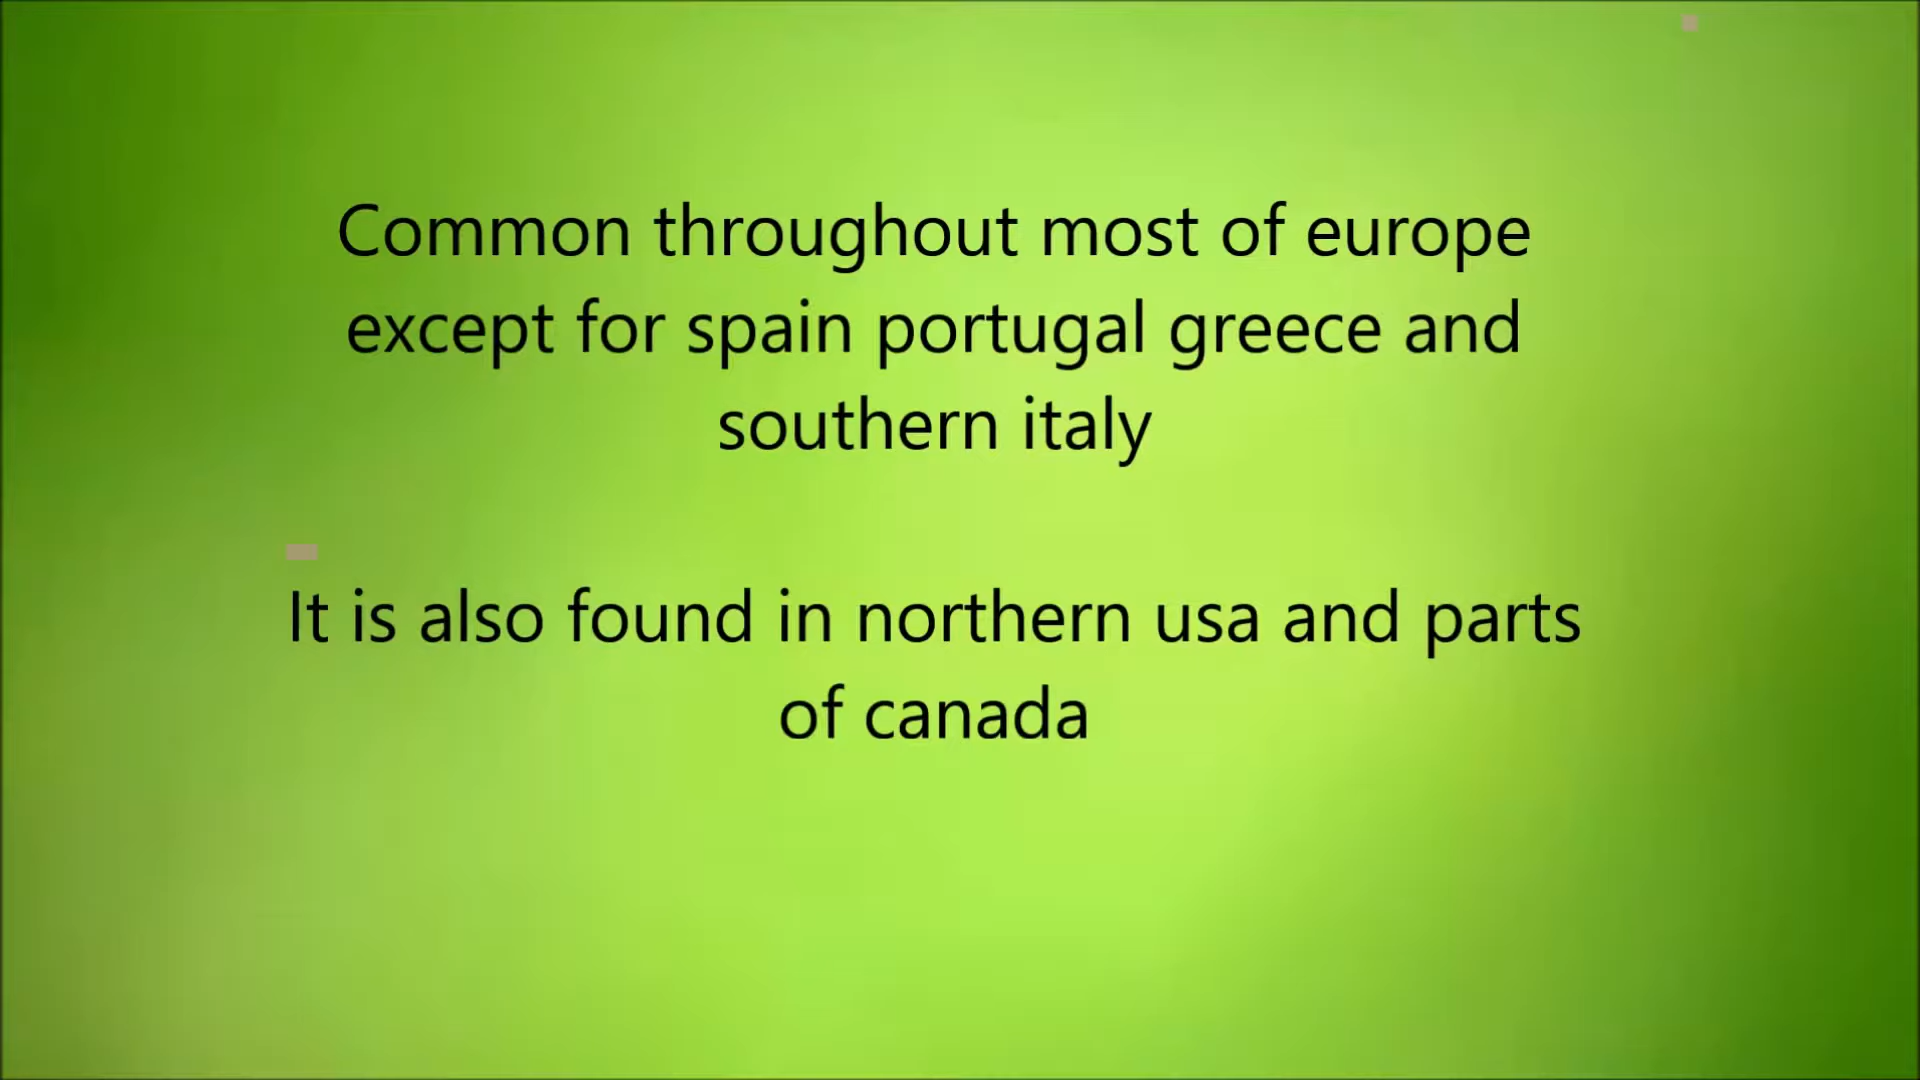 Common throughout most of europe
except for spain portugal greece and
southern italy
It is also found in northern usa and parts
of canada